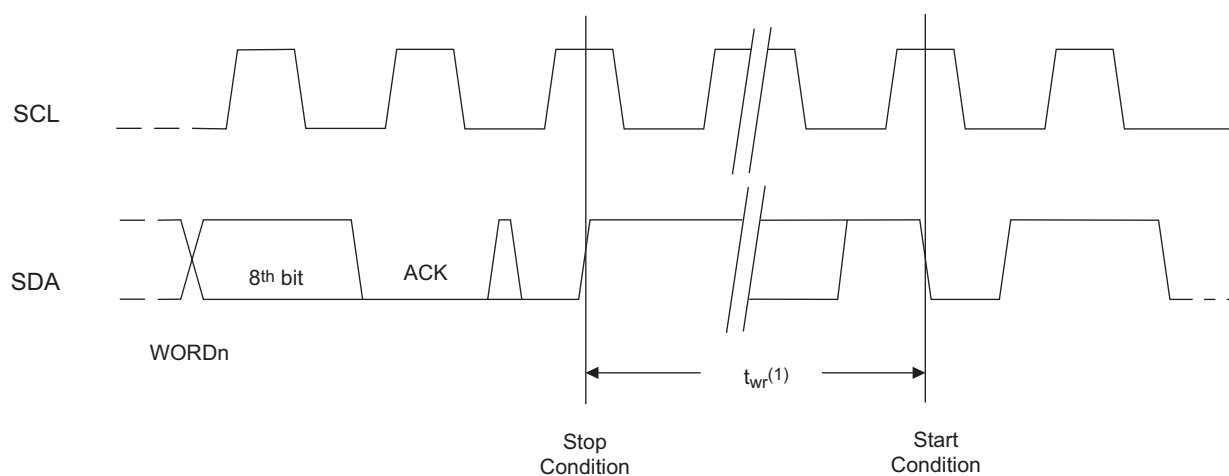 SCL
SDA
8th bit
ACK
WORDn
twr(1)
Stop
Condition
Start
Condition